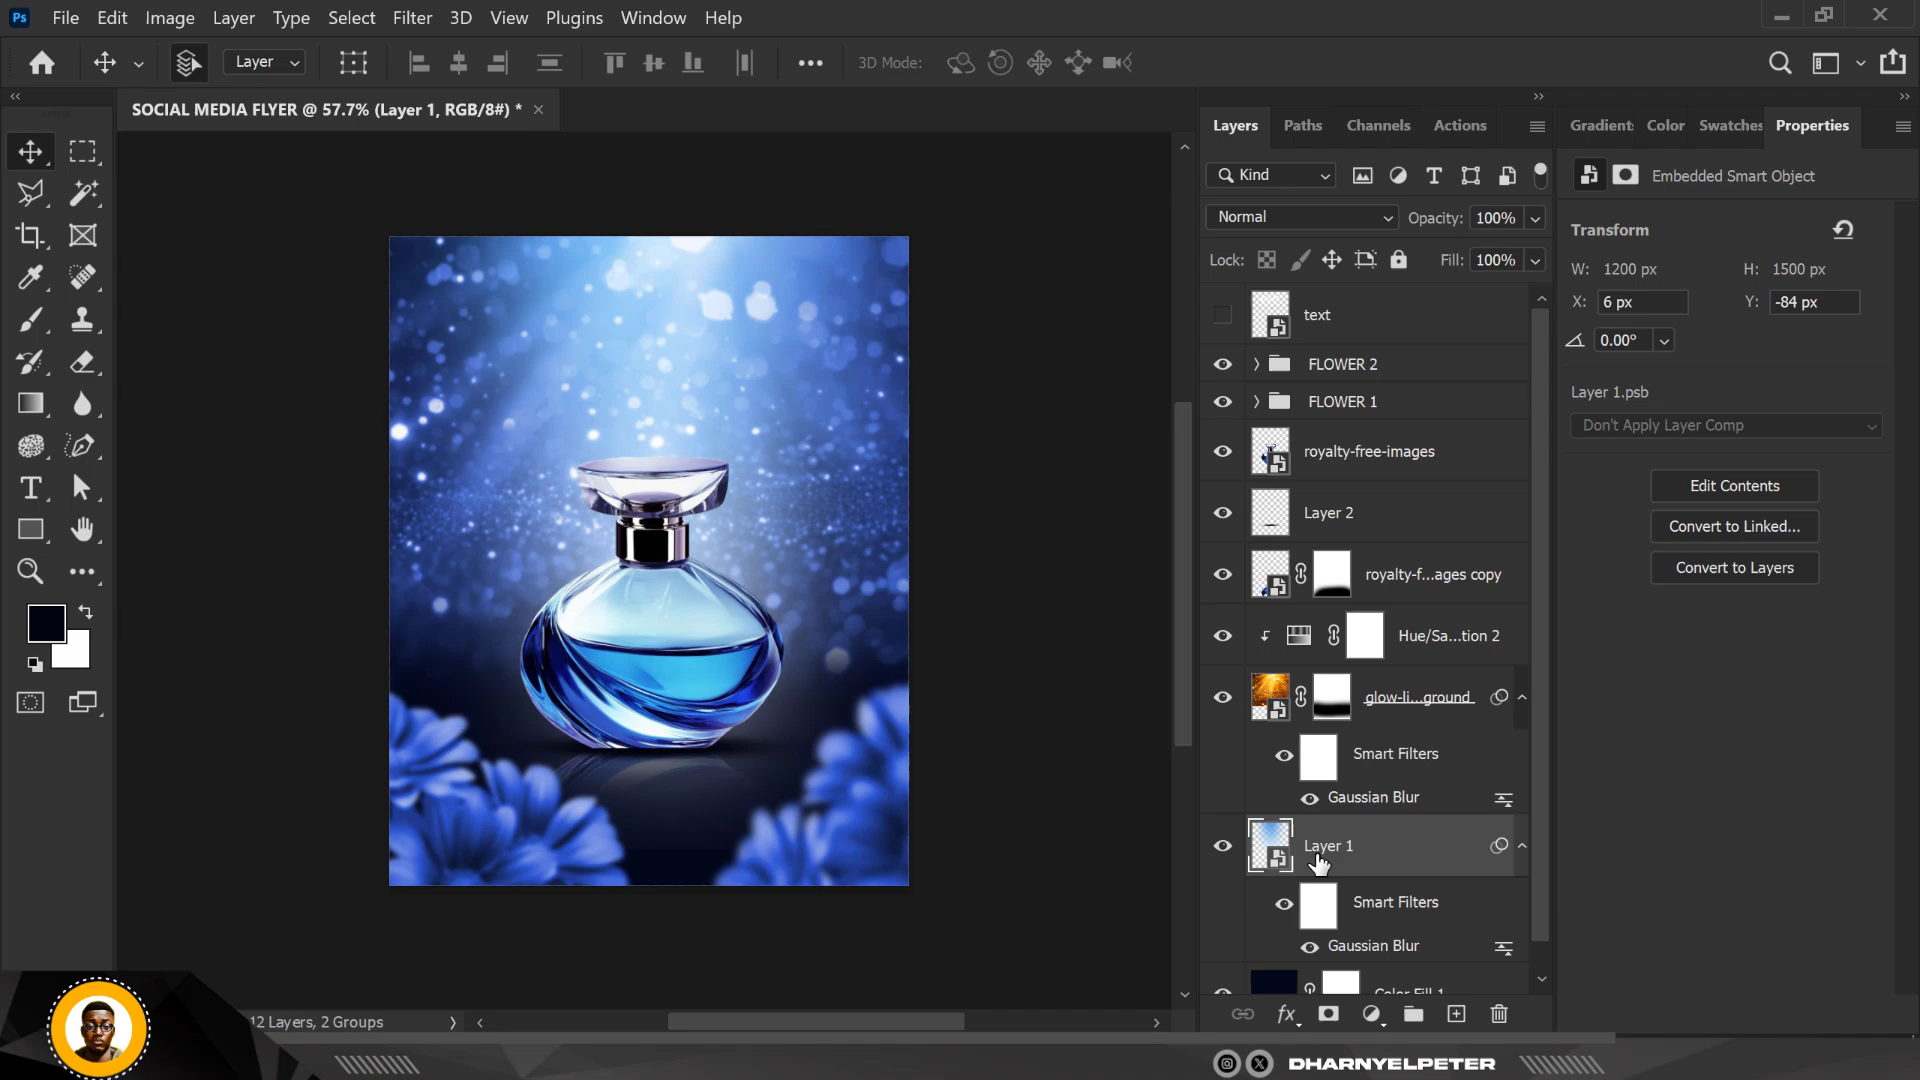 Ps File Edit Image Layer Type Select Filter 3D View Plugins Window Help
Layer 3D Mode:
SOCIAL MEDIA FLYER @ 57.7% (Layer 1, RGB/8#) *
Layers Paths Channels Actions
Kind
Normal Opacity: 100%
Lock: Fill: 100%
text
FLOWER 2
FLOWER 1
royalty-free-images
Layer 2
royalty-f...ages copy
Hue/Sa...tion 2
glow-li...ground
Smart Filters
Gaussian Blur
Layer 1
Smart Filters
Gaussian Blur
Color Fill 1
Gradient Color Swatches Properties
Embedded Smart Object
Transform
W: 1200 px H: 1500 px
X: 6 px Y: -84 px
0.00°
Layer 1.psb
Don't Apply Layer Comp
Edit Contents
Convert to Linked...
Convert to Layers
12 Layers, 2 Groups
DHARNYELPETER